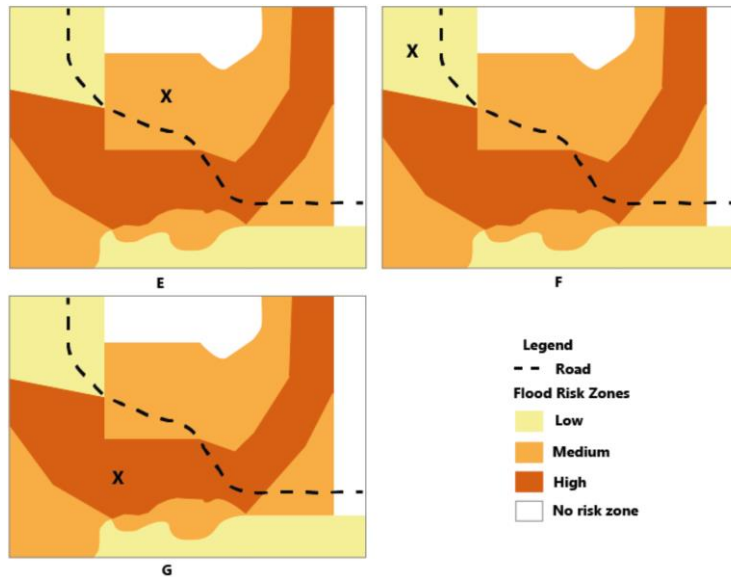 X
E
X
F
X
G
Legend
Road
Flood Risk Zones
Low
Medium
High
No risk zone